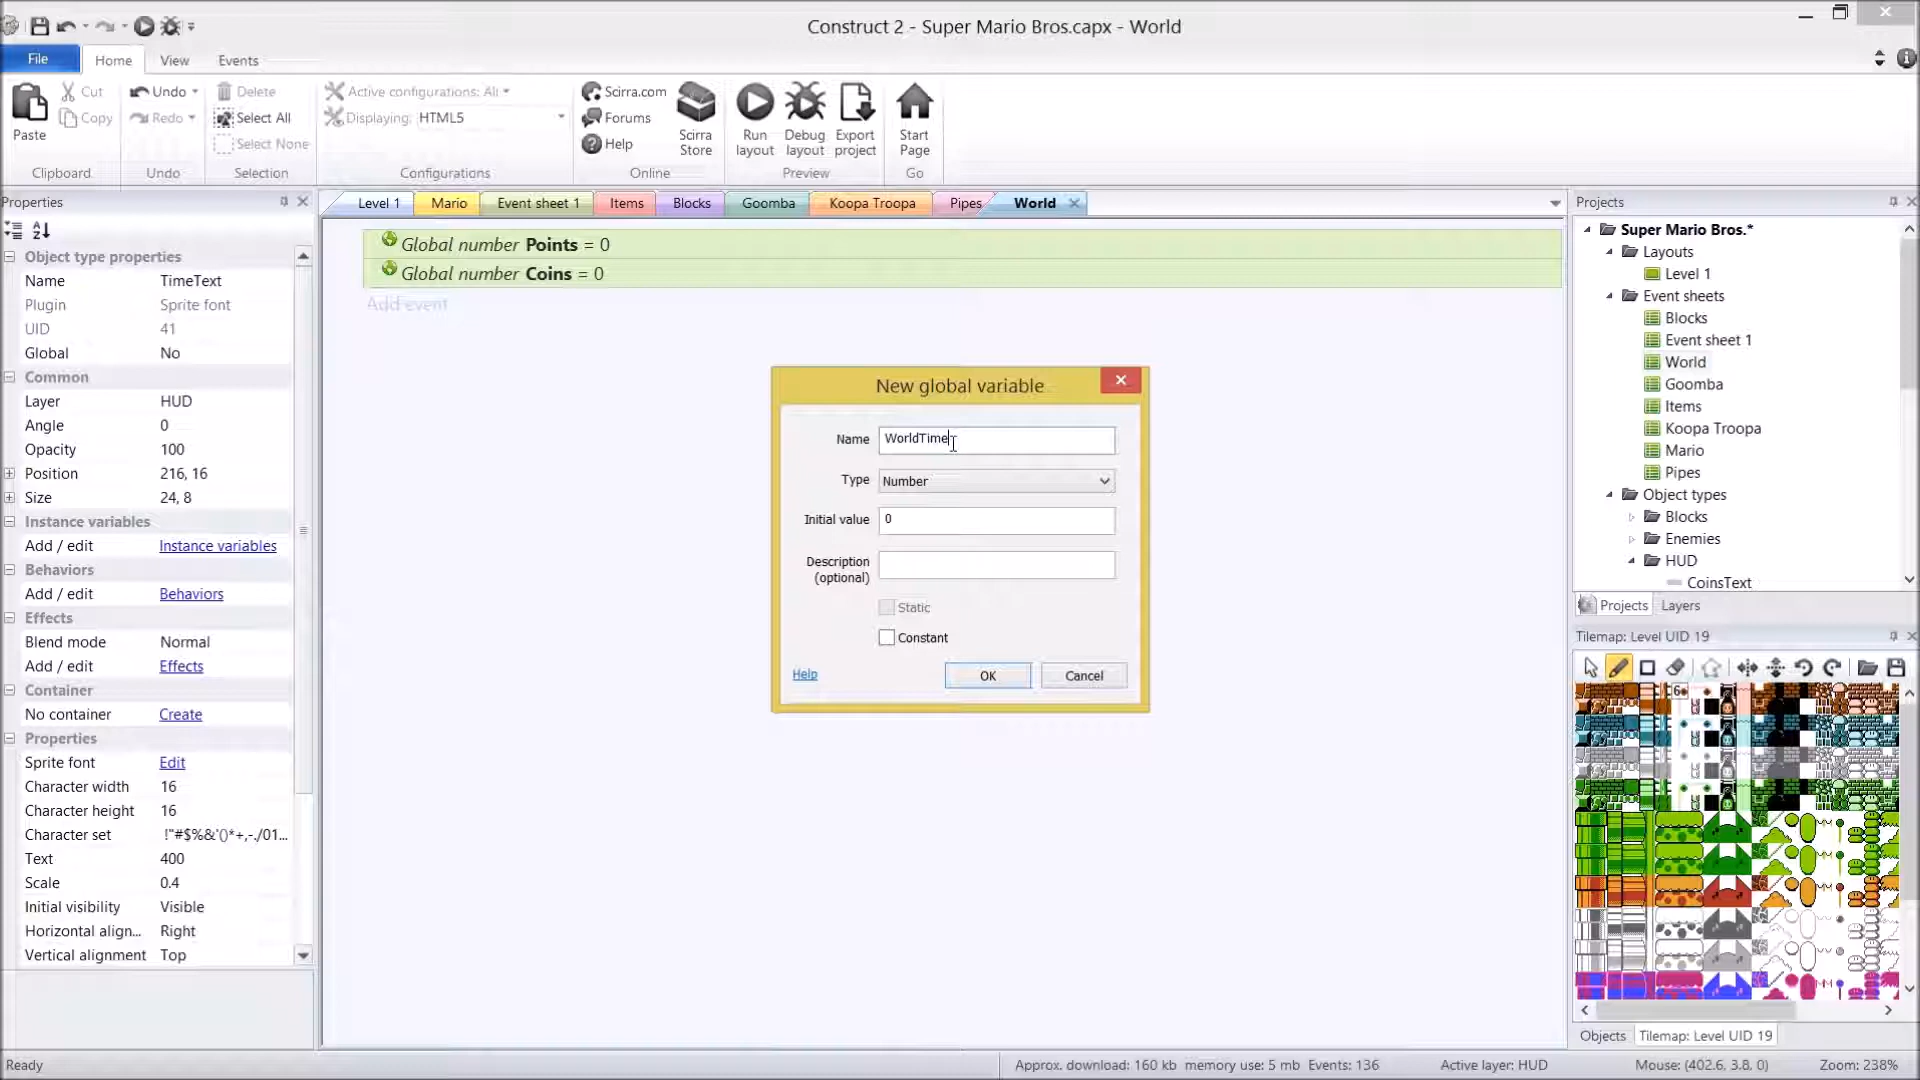 Construct 2 - Super Mario Bros.capx - World
File
Home
View
Events
Paste
Cut
Copy
Clipboard
Undo
Redo
Undo
Delete
Select All
Select None
Selection
Active configurations: All
Displaying: HTML5
Configurations
Scirra.com
Forums
Help
Scirra
Store
Online
Run
layout
Debug
layout
Export
project
Preview
Start
Page
Go
Properties
Object type properties
Name TimeText
Plugin Sprite font
UID 41
Global No
Common
Layer HUD
Angle 0
Opacity 100
Position 216, 16
Size 24, 8
Instance variables
Add / edit Instance variables
Behaviors
Add / edit Behaviors
Effects
Blend mode Normal
Add / edit Effects
Container
No container Create
Properties
Sprite font Edit
Character width 16
Character height 16
Character set !"#$%&'()*+,-./01...
Text 400
Scale 0.4
Initial visibility Visible
Horizontal align... Right
Vertical alignment Top
Level 1
Mario
Event sheet 1
Items
Blocks
Goomba
Koopa Troopa
Pipes
World
Global number Points = 0
Global number Coins = 0
Add event
New global variable
Name WorldTime
Type Number
Initial value 0
Description
(optional)
Static
Constant
Help
OK
Cancel
Projects
Super Mario Bros.*
Layouts
Level 1
Event sheets
Blocks
Event sheet 1
World
Goomba
Items
Koopa Troopa
Mario
Pipes
Object types
Blocks
Enemies
HUD
CoinsText
Projects
Layers
Tilemap: Level UID 19
Objects
Tilemap: Level UID 19
Ready
Approx. download: 160 kb memory use: 5 mb Events: 136
Active layer: HUD
Mouse: (402.6, 3.8, 0)
Zoom: 238%